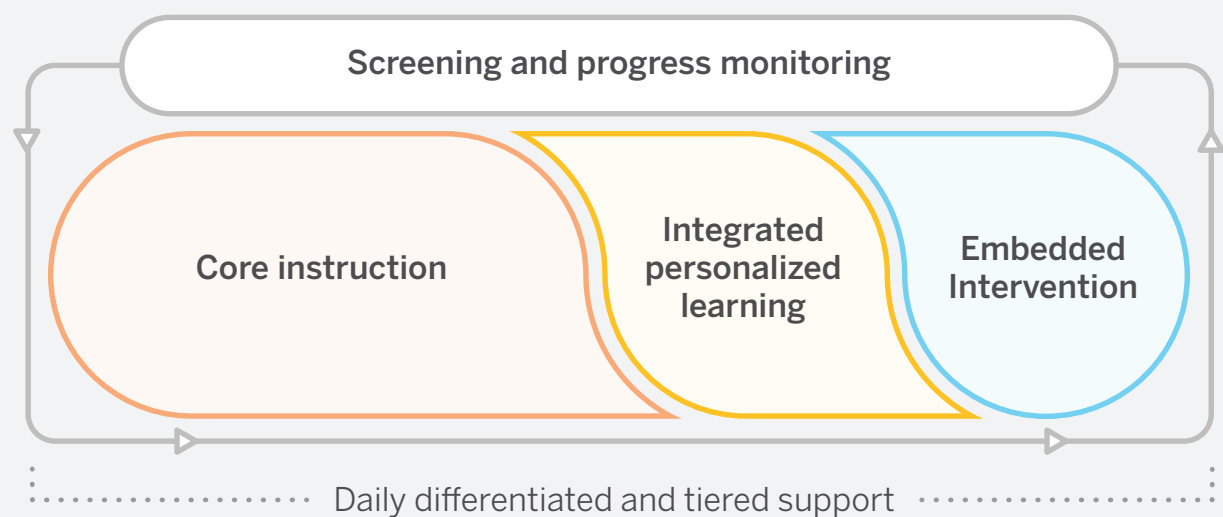 Screening and progress monitoring
Core instruction
Integrated
personalized
learning
Embedded
Intervention
Daily differentiated and tiered support